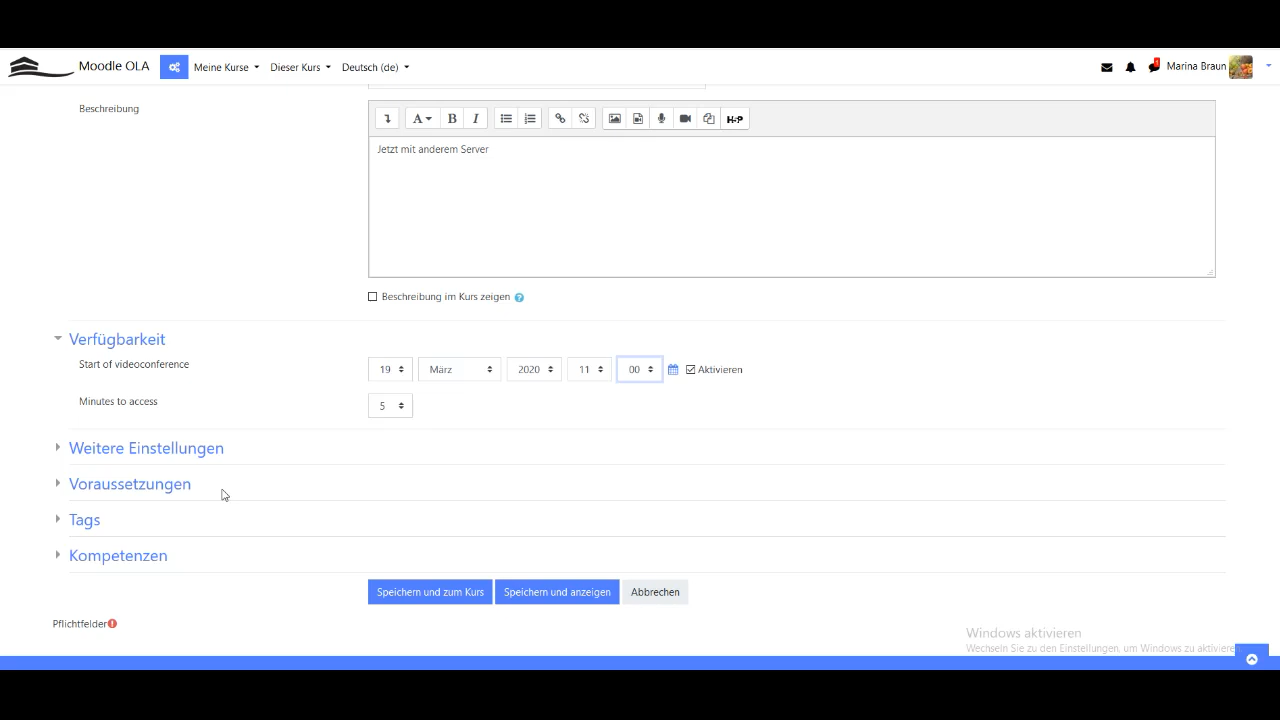 Moodle OLA Meine Kurse Dieser Kurs Deutsch (de) Marina Braun
Beschreibung
A B I H-P
Jetzt mit anderem Server
Beschreibung im Kurs zeigen ?
Verfügbarkeit
Start of videoconference 19 März 2020 11 00 Aktivieren
Minutes to access 5
Weitere Einstellungen
Voraussetzungen
Tags
Kompetenzen
Speichern und zum Kurs Speichern und anzeigen Abbrechen
Pflichtfelder
Windows aktivieren
Wechseln Sie zu den Einstellungen, um Windows zu aktivieren